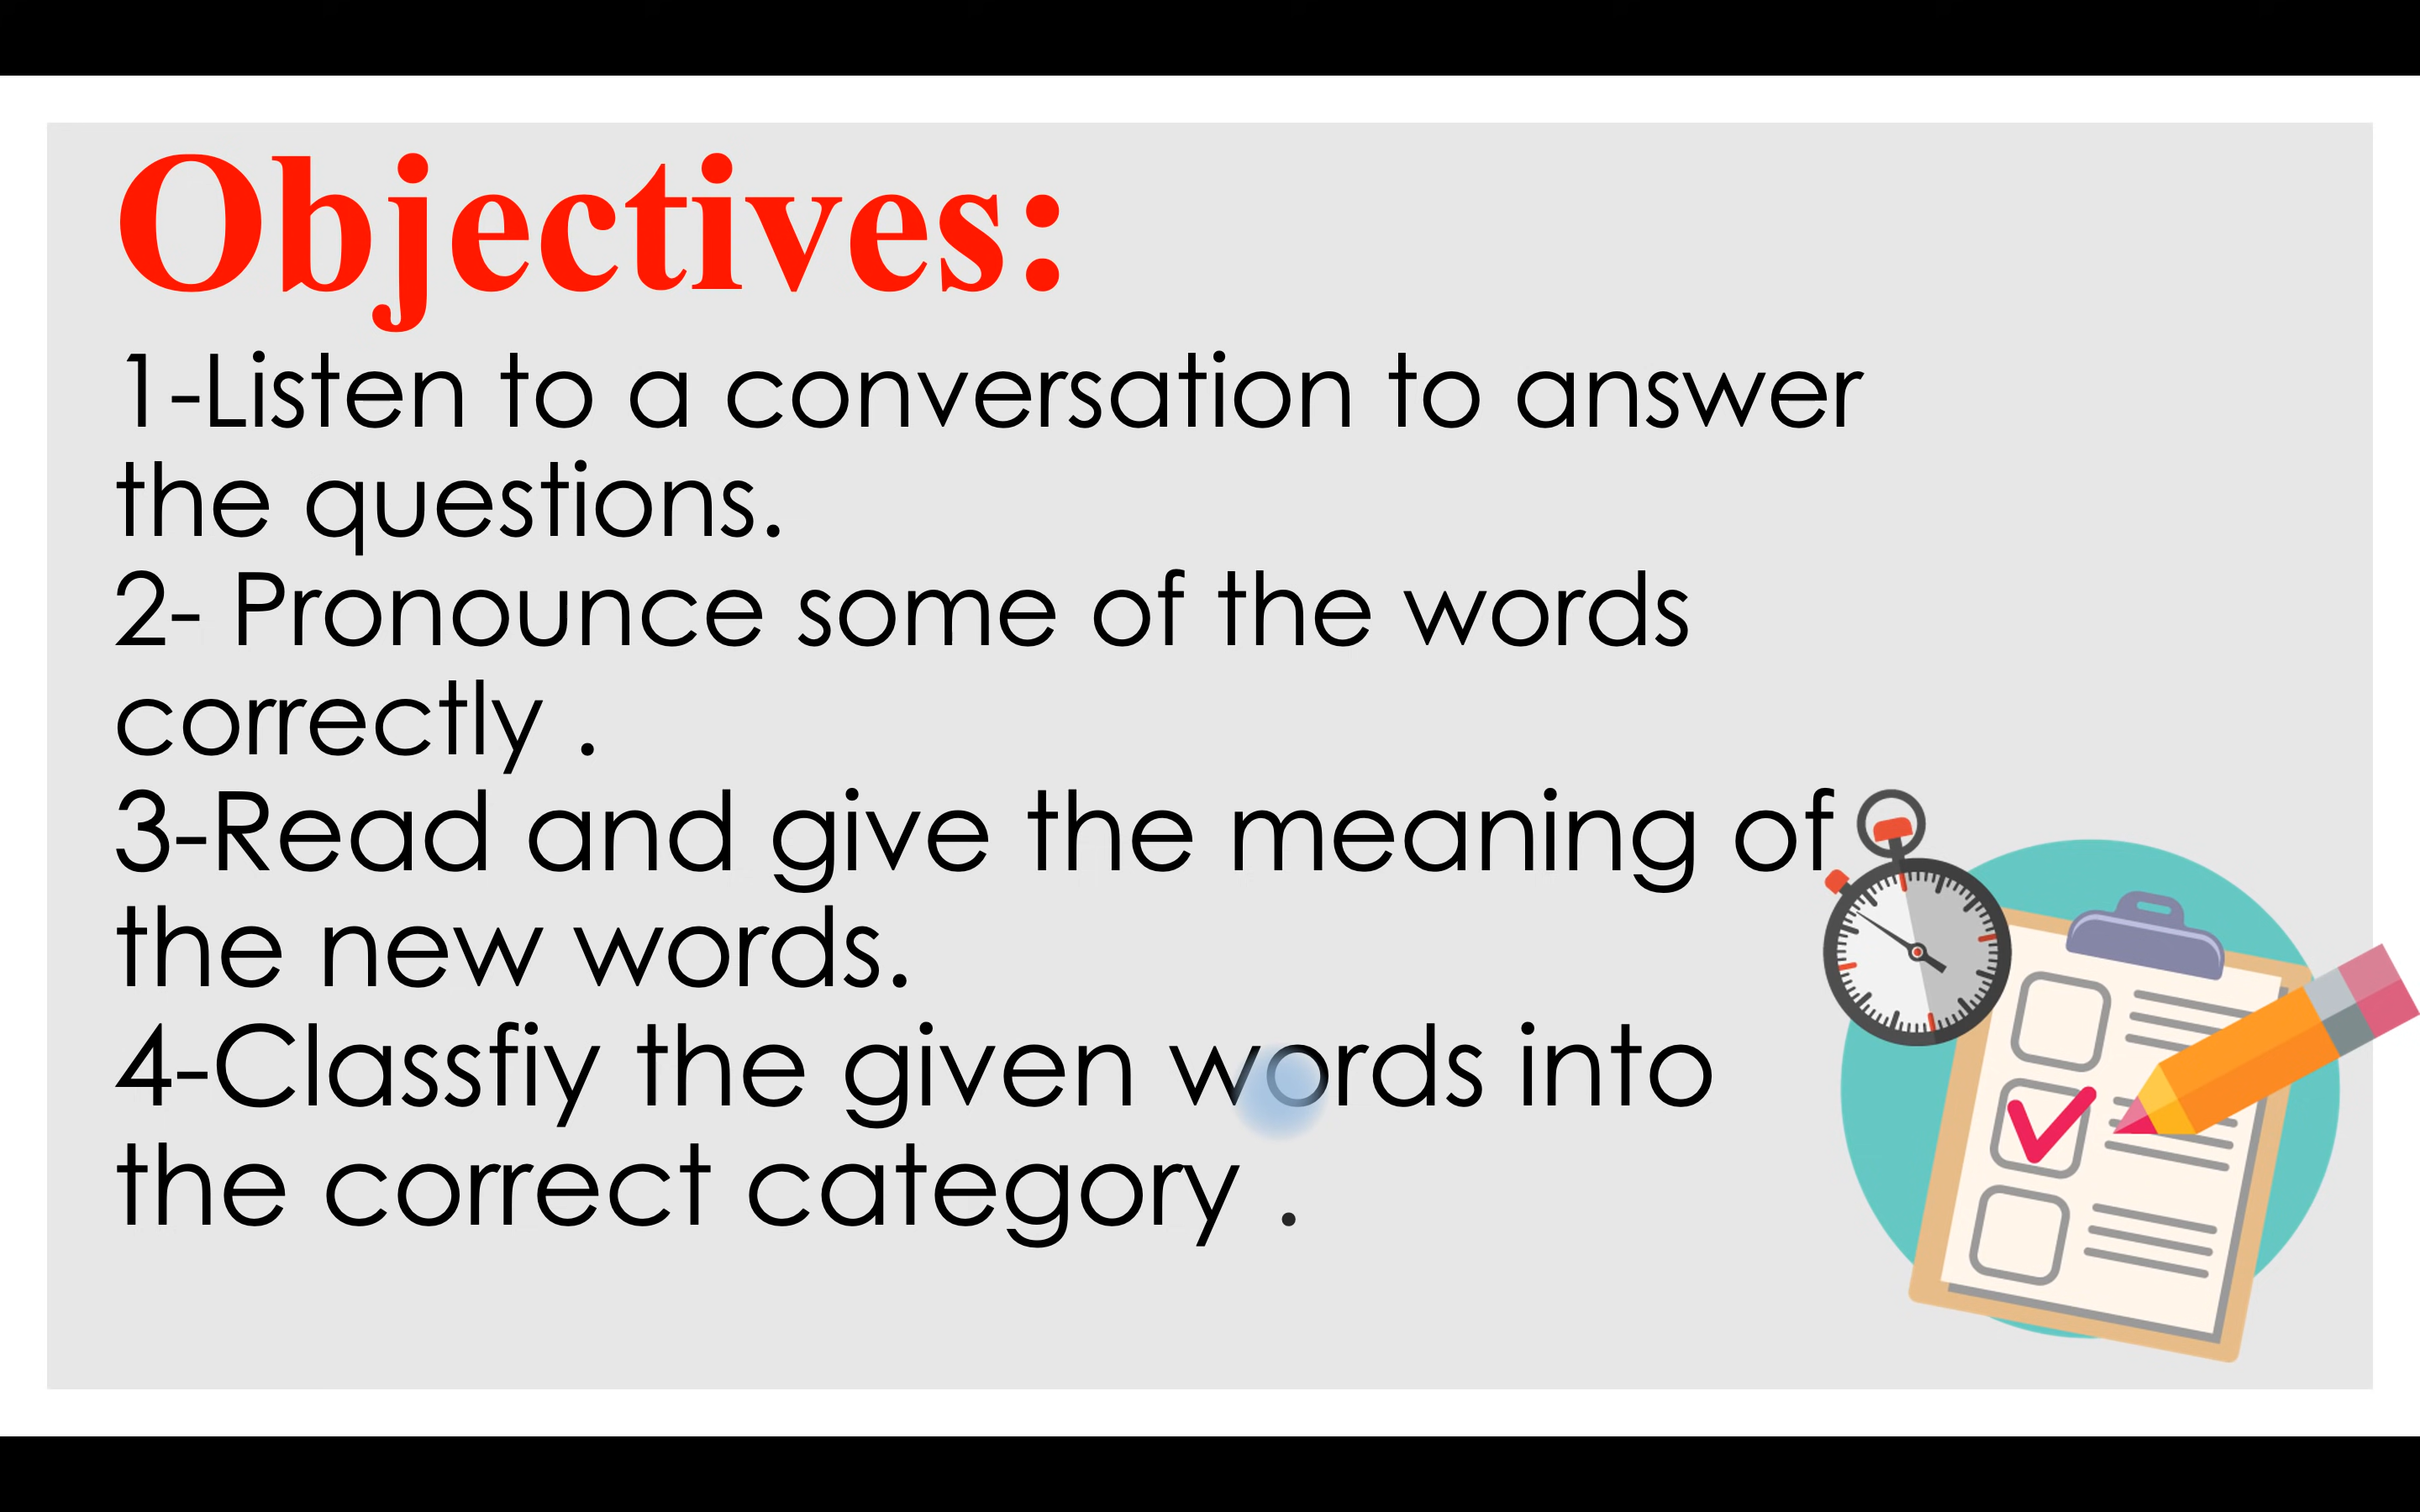 Objectives:
1-Listen to a conversation to answer
the questions.
2- Pronounce some of the words
correctly .
3-Read and give the meaning of
the new words.
4-Classfiy the given words into
the correct category .